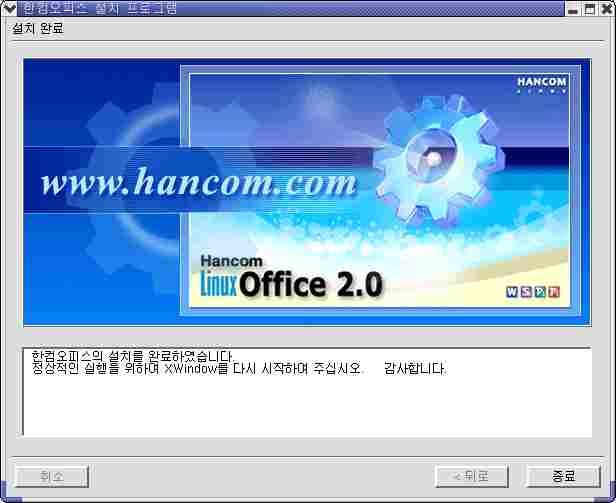 한컴오피스 설치 프로그램
설치 완료
HANCOM
LINUX
www.hancom.com
Hancom
Linux Office 2.0
W S P P
한컴오피스의 설치를 완료하였습니다.
정상적인 실행을 위하여 XWindow를 다시 시작하여 주십시오. 감사합니다.
취소
< 뒤로
종료